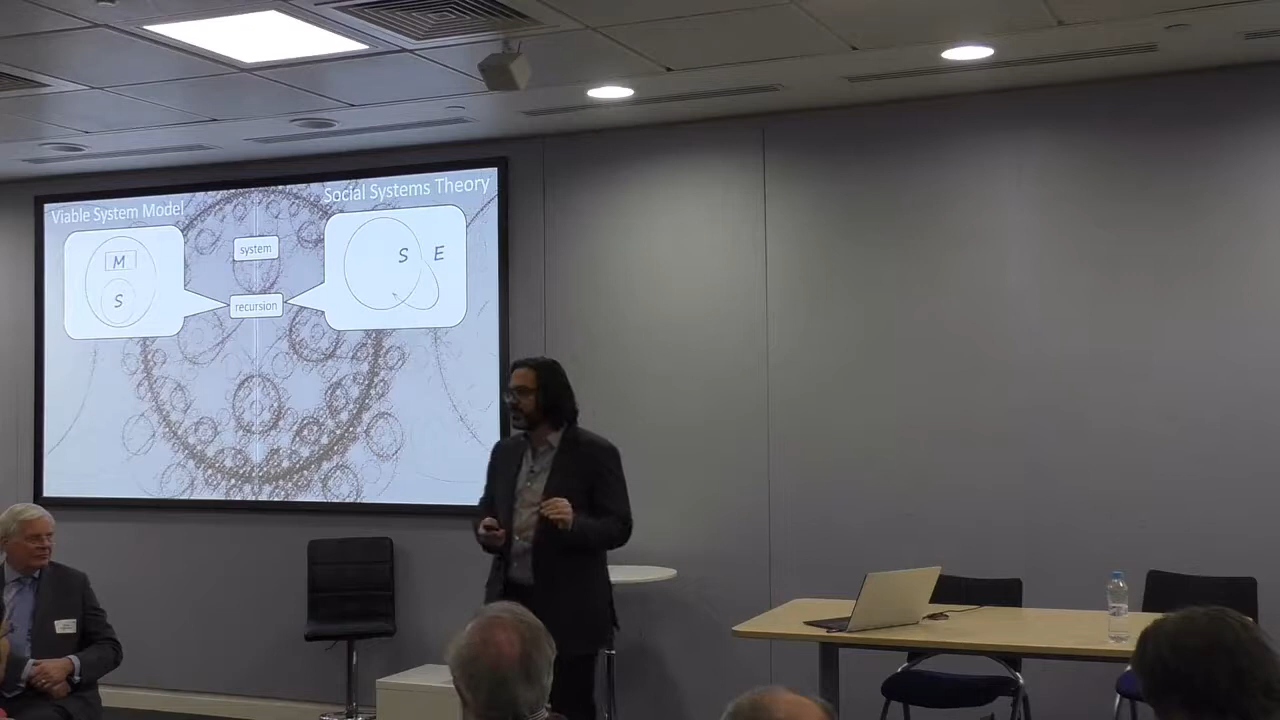 Viable System Model
Social Systems Theory
M
S
system
recursion
S E